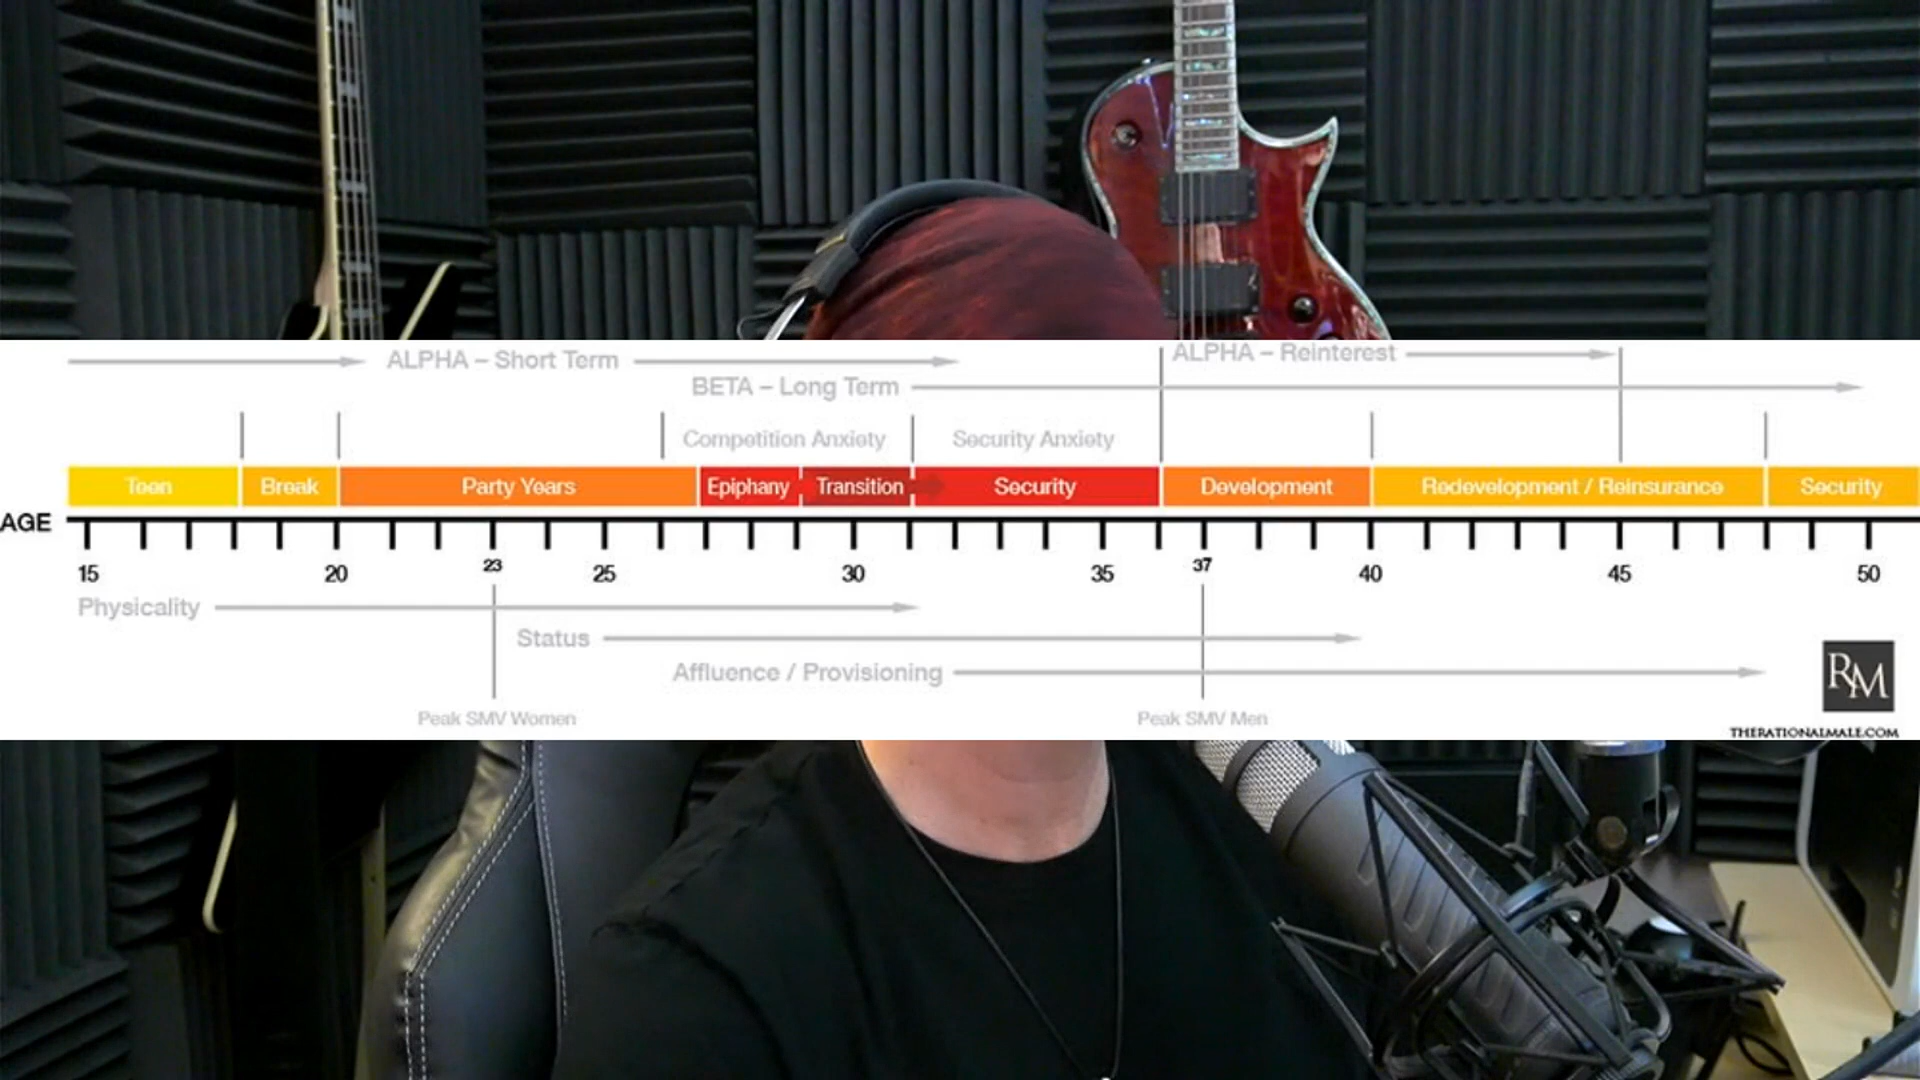 ALPHA – Short Term
ALPHA – Reinterest
BETA – Long Term
Competition Anxiety
Security Anxiety
Teen
Break
Party Years
Epiphany
Transition
Security
Development
Redevelopment / Reinsurance
Security
AGE
15
20
23
25
30
35
37
40
45
50
Physicality
Status
Affluence / Provisioning
Peak SMV Women
Peak SMV Men
RM
THERATIONALMALE.COM